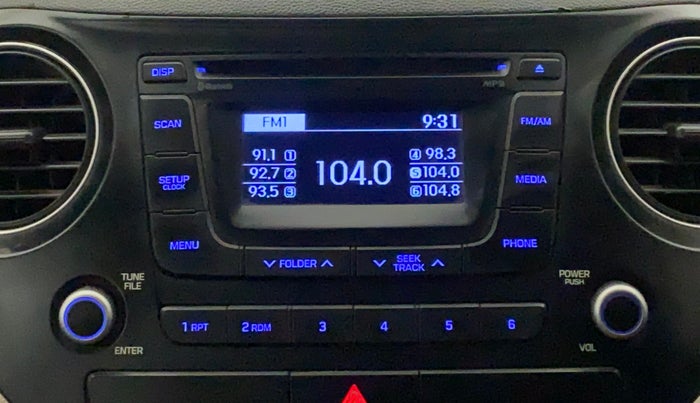 DISP
Bluetooth
MP3
SCAN
FM1
9:31
FM/AM
91.1 1
92.7 2
93.5 3
104.0
4 98.3
5 104.0
6 104.8
SETUP
CLOCK
MEDIA
MENU
FOLDER
SEEK
TRACK
PHONE
TUNE
FILE
POWER
PUSH
1 RPT
2 RDM
3
4
5
6
ENTER
VOL